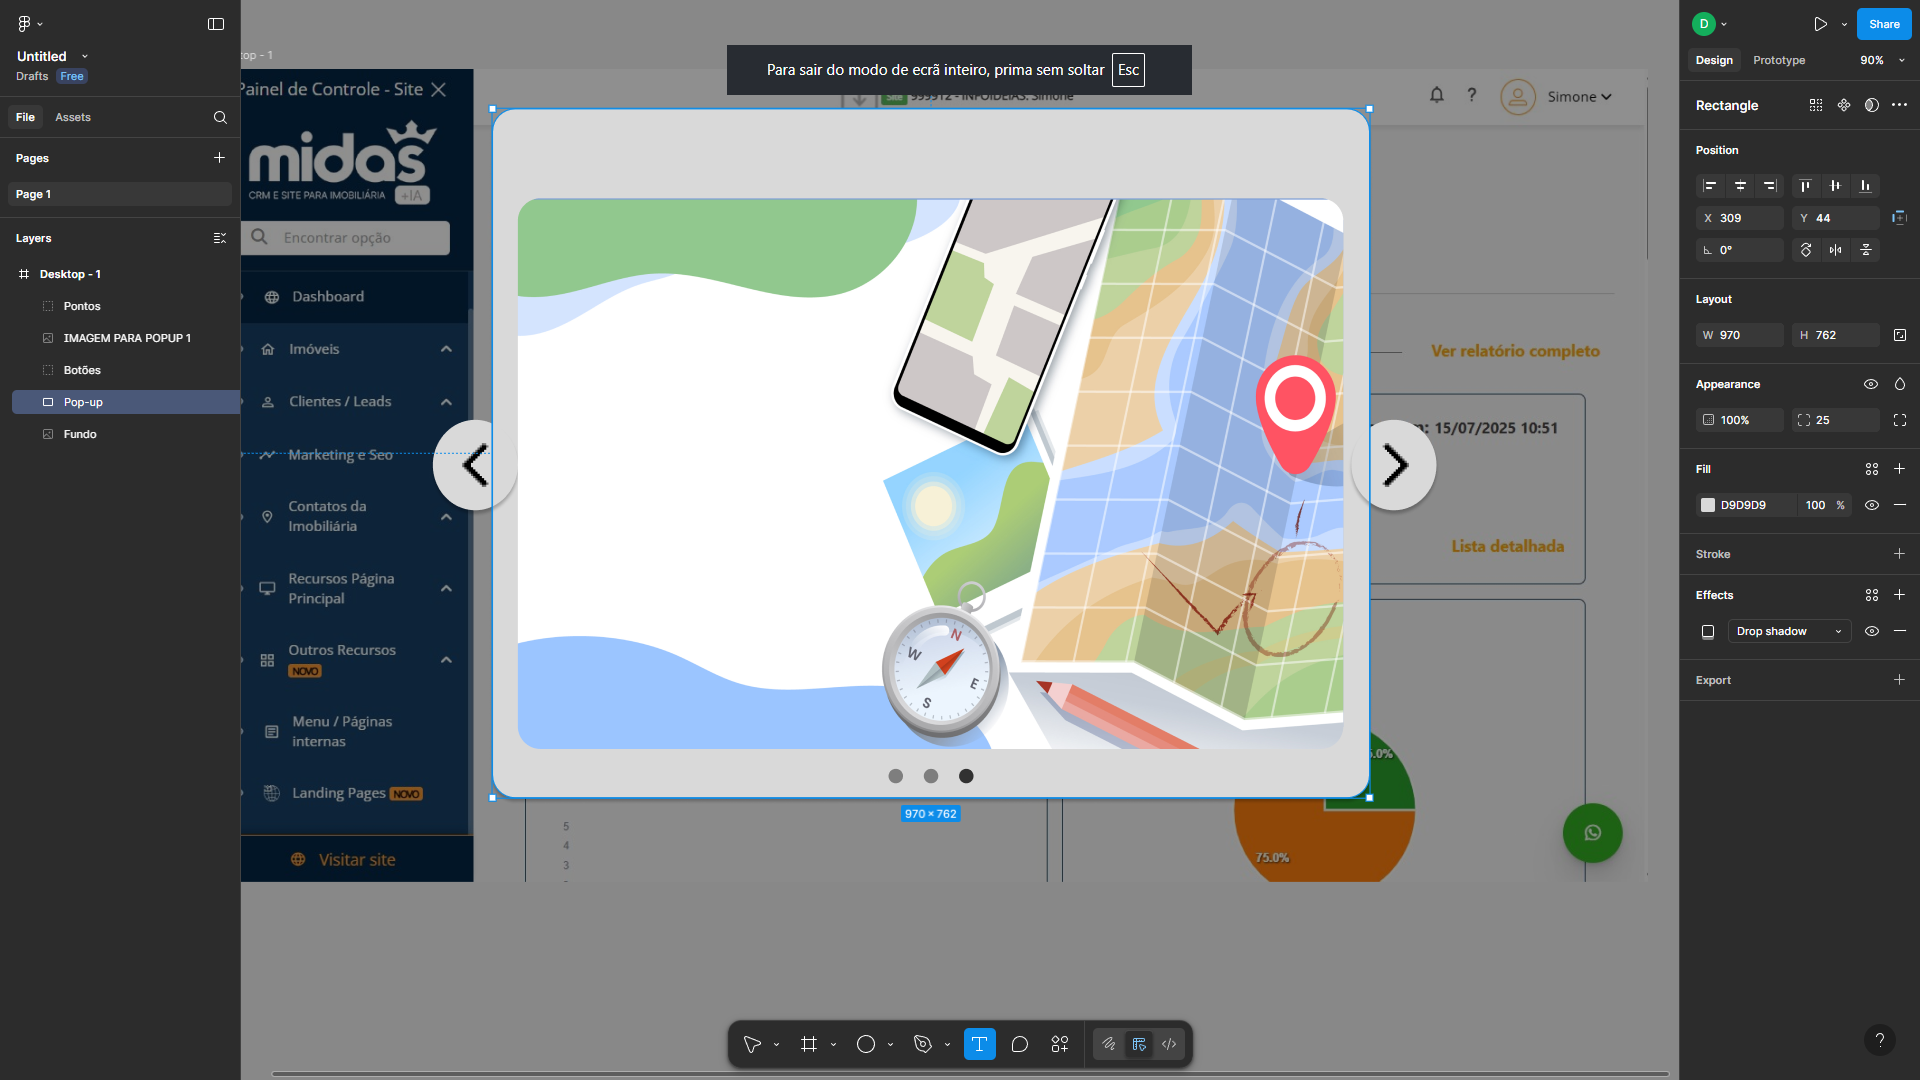 Untitled
Drafts Free
File Assets
Pages
Page 1
Layers
Desktop - 1
Pontos
IMAGEM PARA POPUP 1
Botões
Pop-up
Fundo
top - 1
Painel de Controle - Site
midas
CRM E SITE PARA IMOBILIÁRIA +IA
Encontrar opção
Dashboard
Imóveis
Clientes / Leads
Marketing e Seo
Contatos da
Imobiliária
Recursos Página
Principal
Outros Recursos
NOVO
Menu / Páginas
internas
Landing Pages NOVO
Visitar site
Para sair do modo de ecrã inteiro, prima sem soltar Esc
Site 999912 - INFOIDEIAS: Simone
? Simone
Ver relatório completo
15/07/2025 10:51
Lista detalhada
N
W
E
S
970 × 762
5
4
3
5.0%
75.0%
D
Share
Design Prototype 90%
Rectangle
Position
X 309 Y 44
0°
Layout
W 970 H 762
Appearance
100% 25
Fill
D9D9D9 100 %
Stroke
Effects
Drop shadow
Export
?